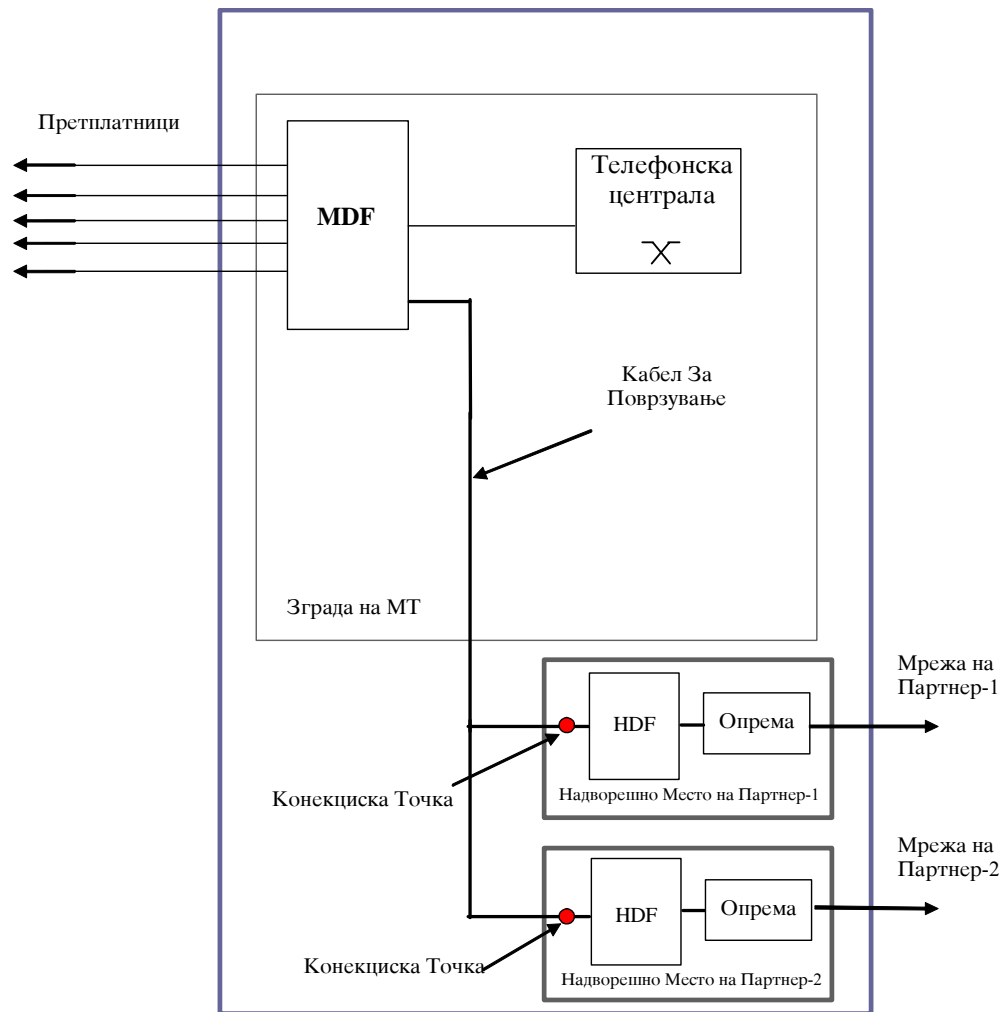 Претплатници
MDF
Телефонска
централа
Кабел За
Поврзување
Зграда на МТ
Мрежа на
Партнер-1
HDF
Опрема
Надворешно Место на Партнер-1
Конекциска Точка
Мрежа на
Партнер-2
HDF
Опрема
Надворешно Место на Партнер-2
Конекциска Точка